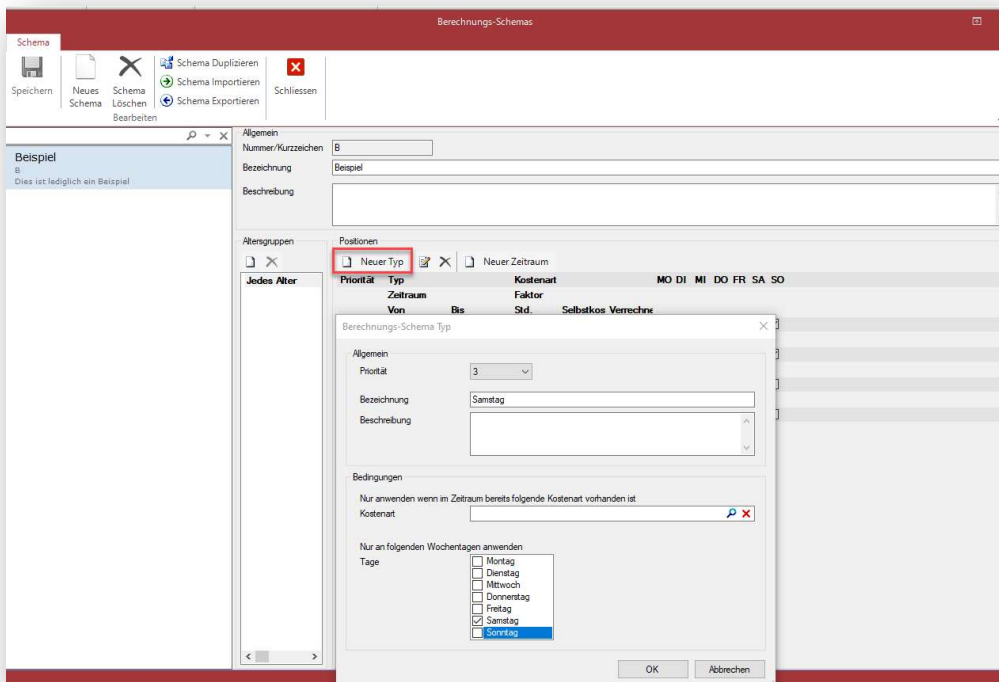 Berechnungs-Schemas
Schema
Speichern
Neues Schema
Schema Löschen
Schema Duplizieren
Schema Importieren
Schema Exportieren
Bearbeiten
Schliessen
Beispiel
B
Dies ist lediglich ein Beispiel
Allgemein
Nummer/Kurzzeichen B
Bezeichnung Beispiel
Beschreibung
Altersgruppen
Jedes Alter
Positionen
Neuer Typ Neuer Zeitraum
Priorität Typ Kostenart MO DI MI DO FR SA SO
Zeitraum Faktor
Von Bis Std. Selbstkos Verrechne
Berechnungs-Schema Typ
Allgemein
Priorität 3
Bezeichnung Samstag
Beschreibung
Bedingungen
Nur anwenden wenn im Zeitraum bereits folgende Kostenart vorhanden ist
Kostenart
Nur an folgenden Wochentagen anwenden
Tage
Montag
Dienstag
Mittwoch
Donnerstag
Freitag
Samstag
Sonntag
OK Abbrechen